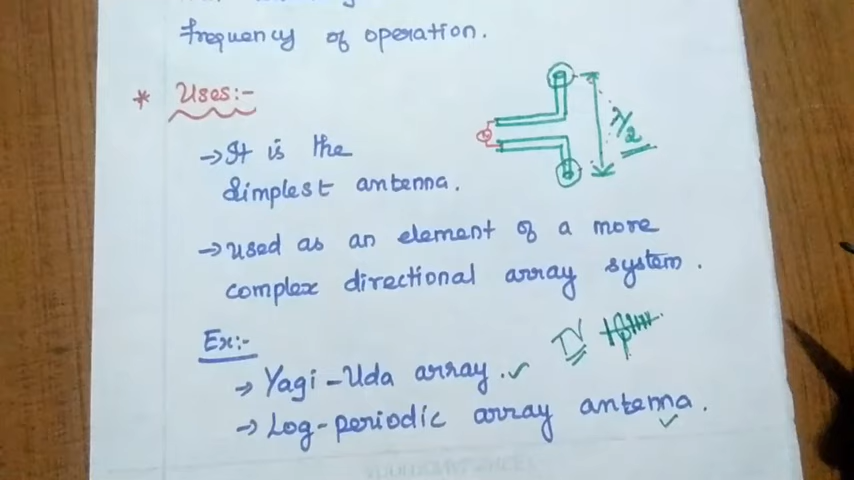 frequency of operation.
* Uses:-
→ It is the
simplest antenna.
λ/2
→ used as an element of a more
complex directional array system.
Ex:-
TV
→ Yagi-Uda array. ✓
→ Log-periodic array antenna. ✓